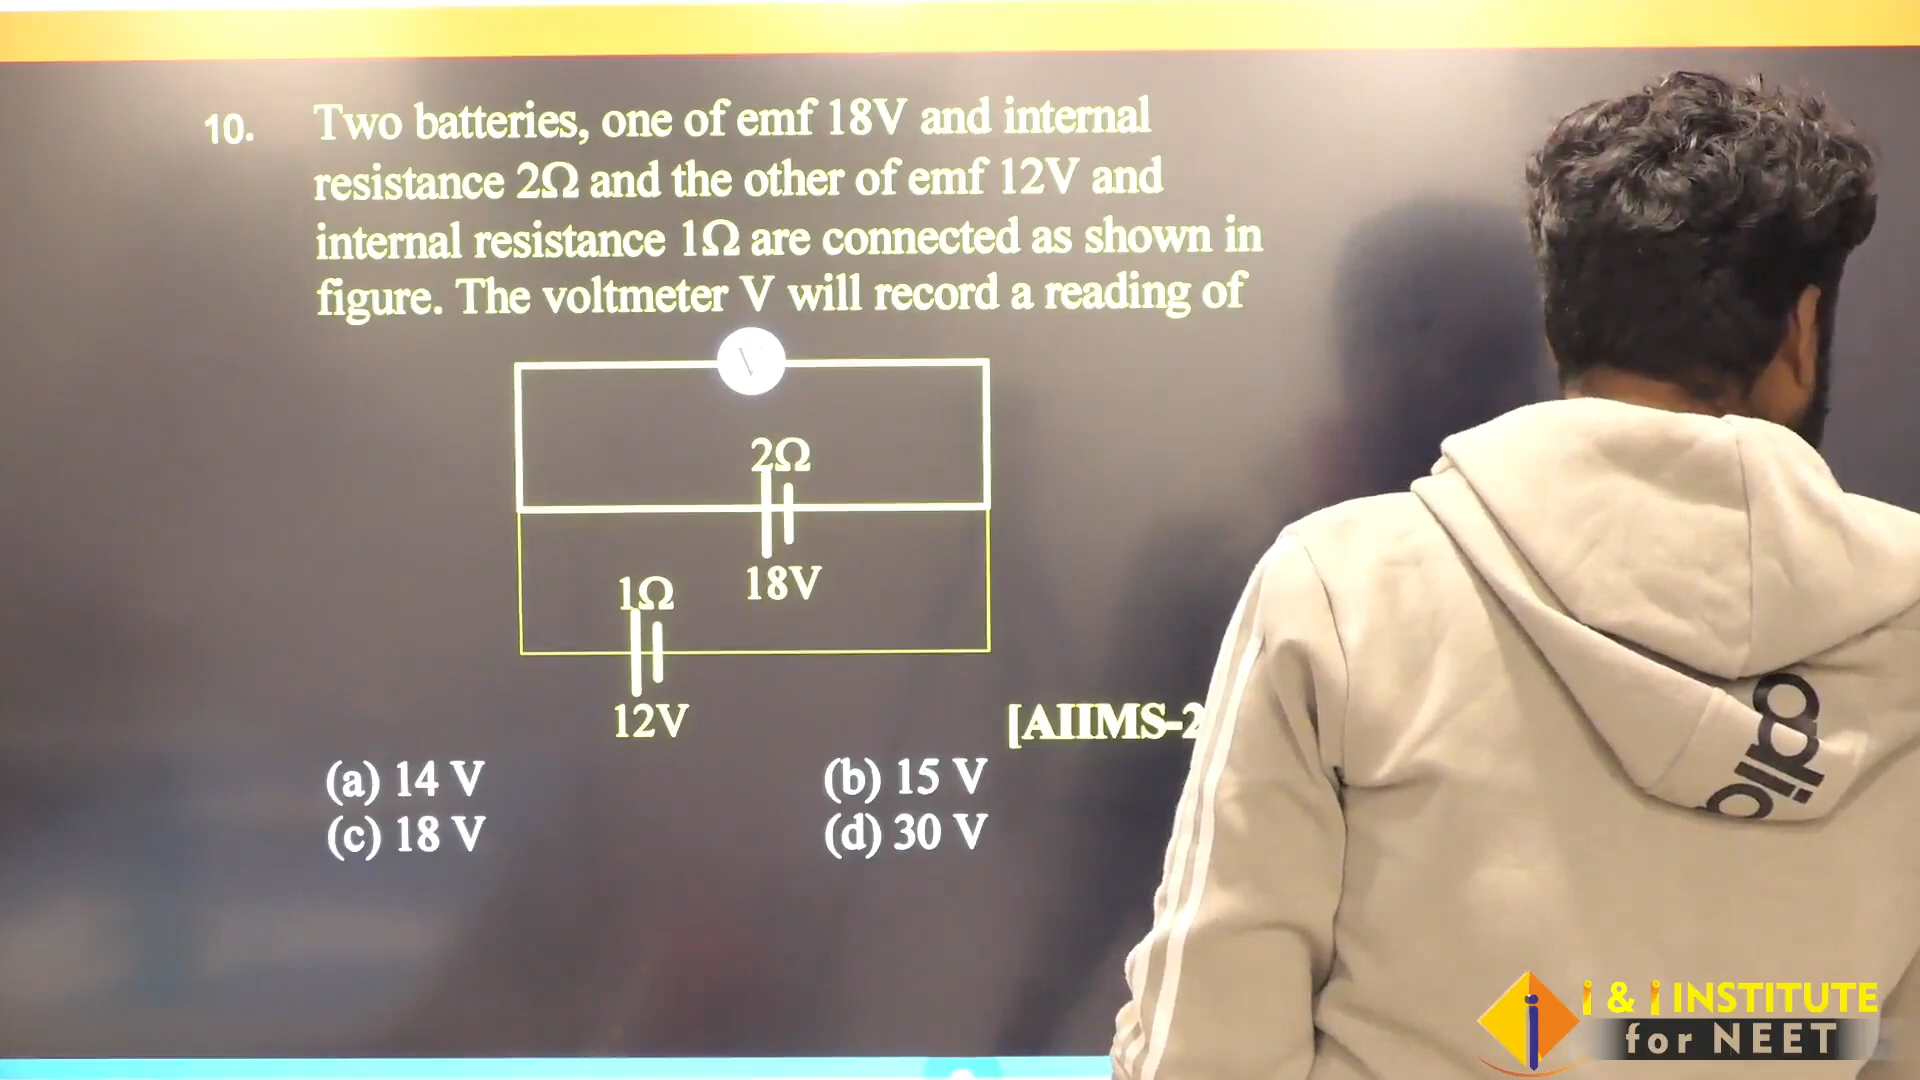 10. Two batteries, one of emf 18V and internal
resistance 2Ω and the other of emf 12V and
internal resistance 1Ω are connected as shown in
figure. The voltmeter V will record a reading of
V
2Ω
18V
1Ω
12V
[AIIMS-2
(a) 14 V (b) 15 V
(c) 18 V (d) 30 V
adid
i & i INSTITUTE
for NEET